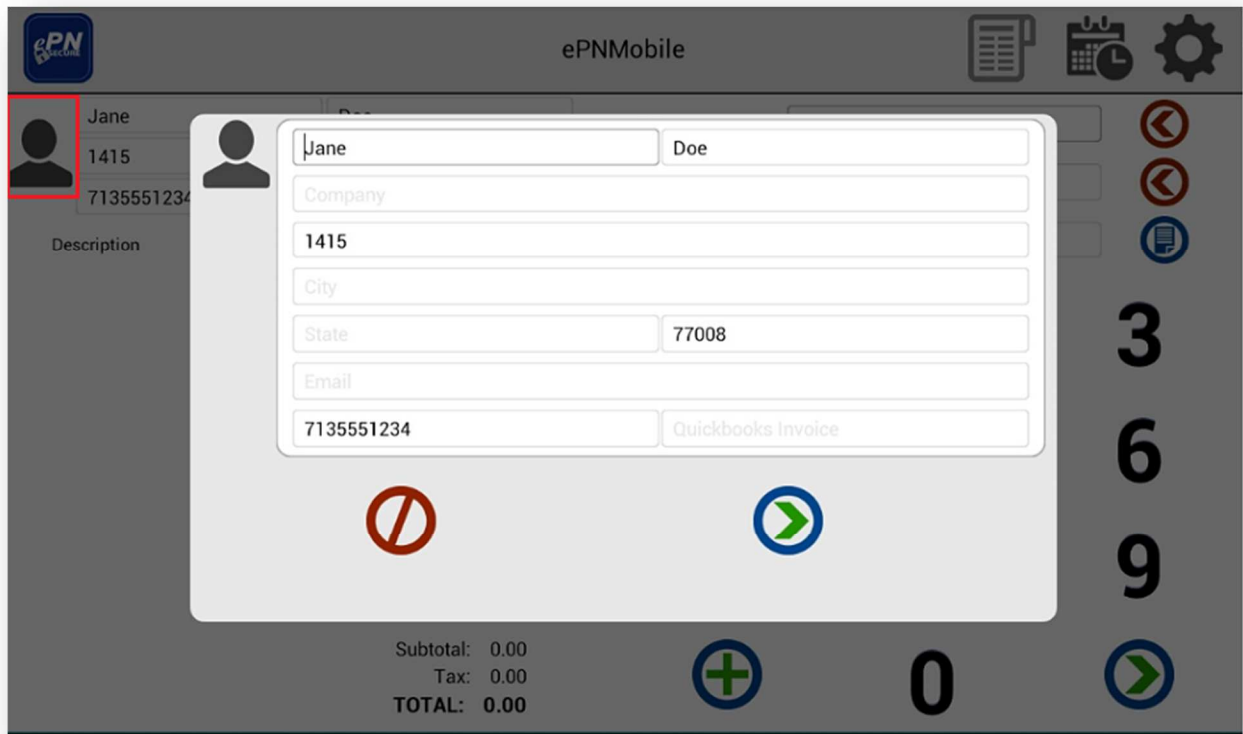 ePN
SECURE
ePNMobile
Jane
1415
7135551234
Description
Jane Doe
Company
1415
City
State 77008
Email
7135551234 Quickbooks Invoice
3
6
9
Subtotal: 0.00
Tax: 0.00
TOTAL: 0.00
0